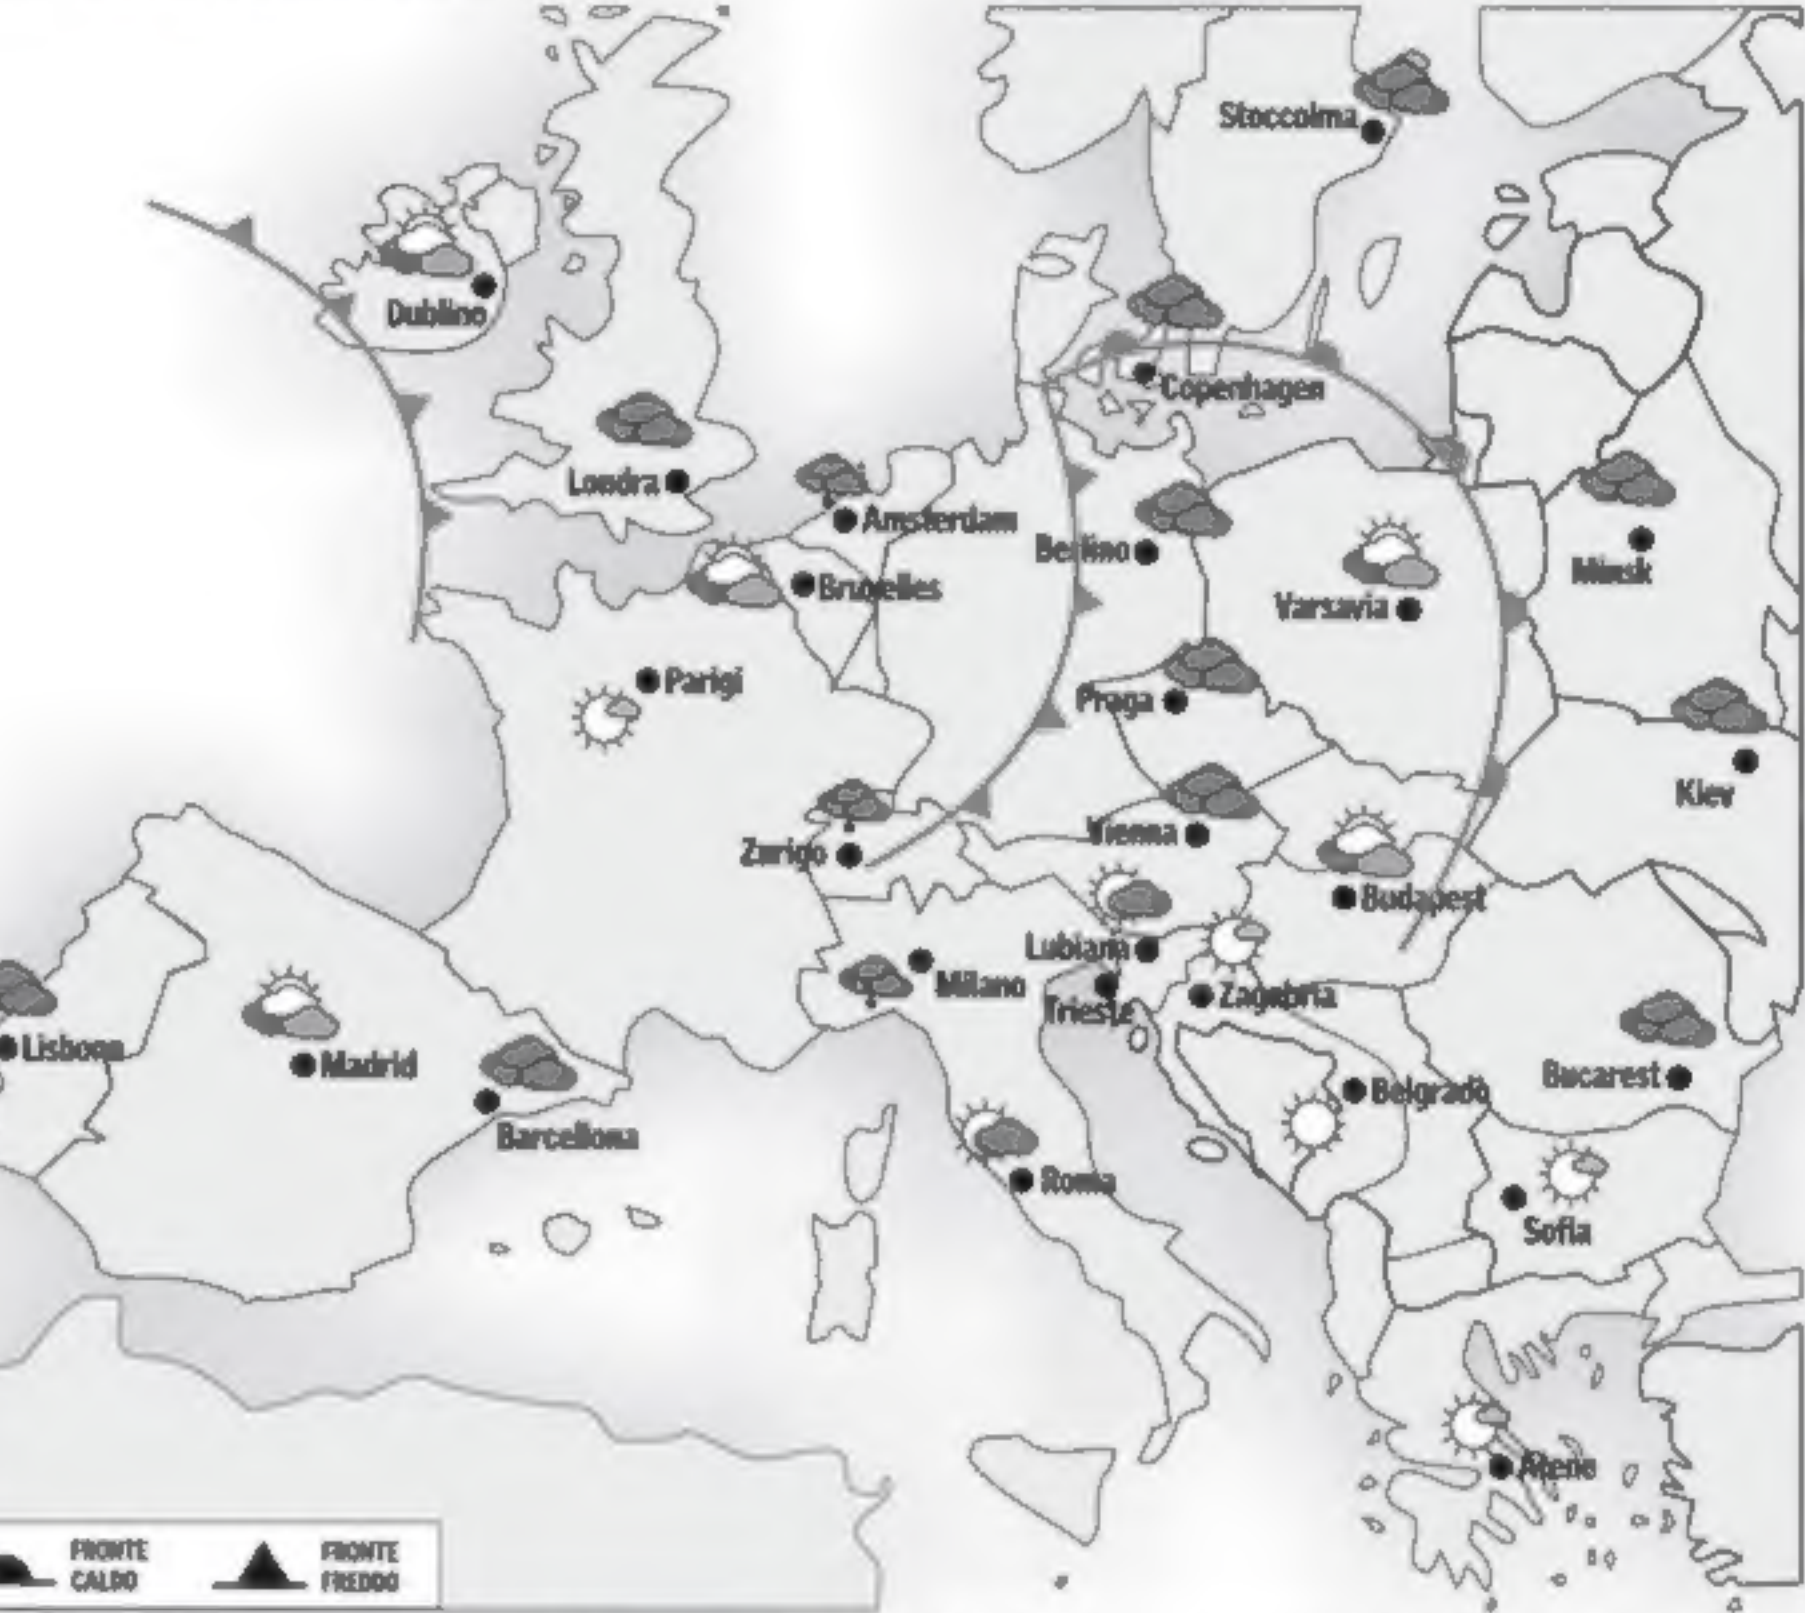 Stoccolma
Dublino
Copenhagen
Londra
Amsterdam
Berlino
Minsk
Bruxelles
Varsavia
Parigi
Praga
Kiev
Vienna
Zurigo
Budapest
Lubiana
Milano
Trieste
Zagabria
Lisbona
Madrid
Belgrado
Bucarest
Barcellona
Roma
Sofia
Atene
FRONTE
CALDO
FRONTE
FREDDO